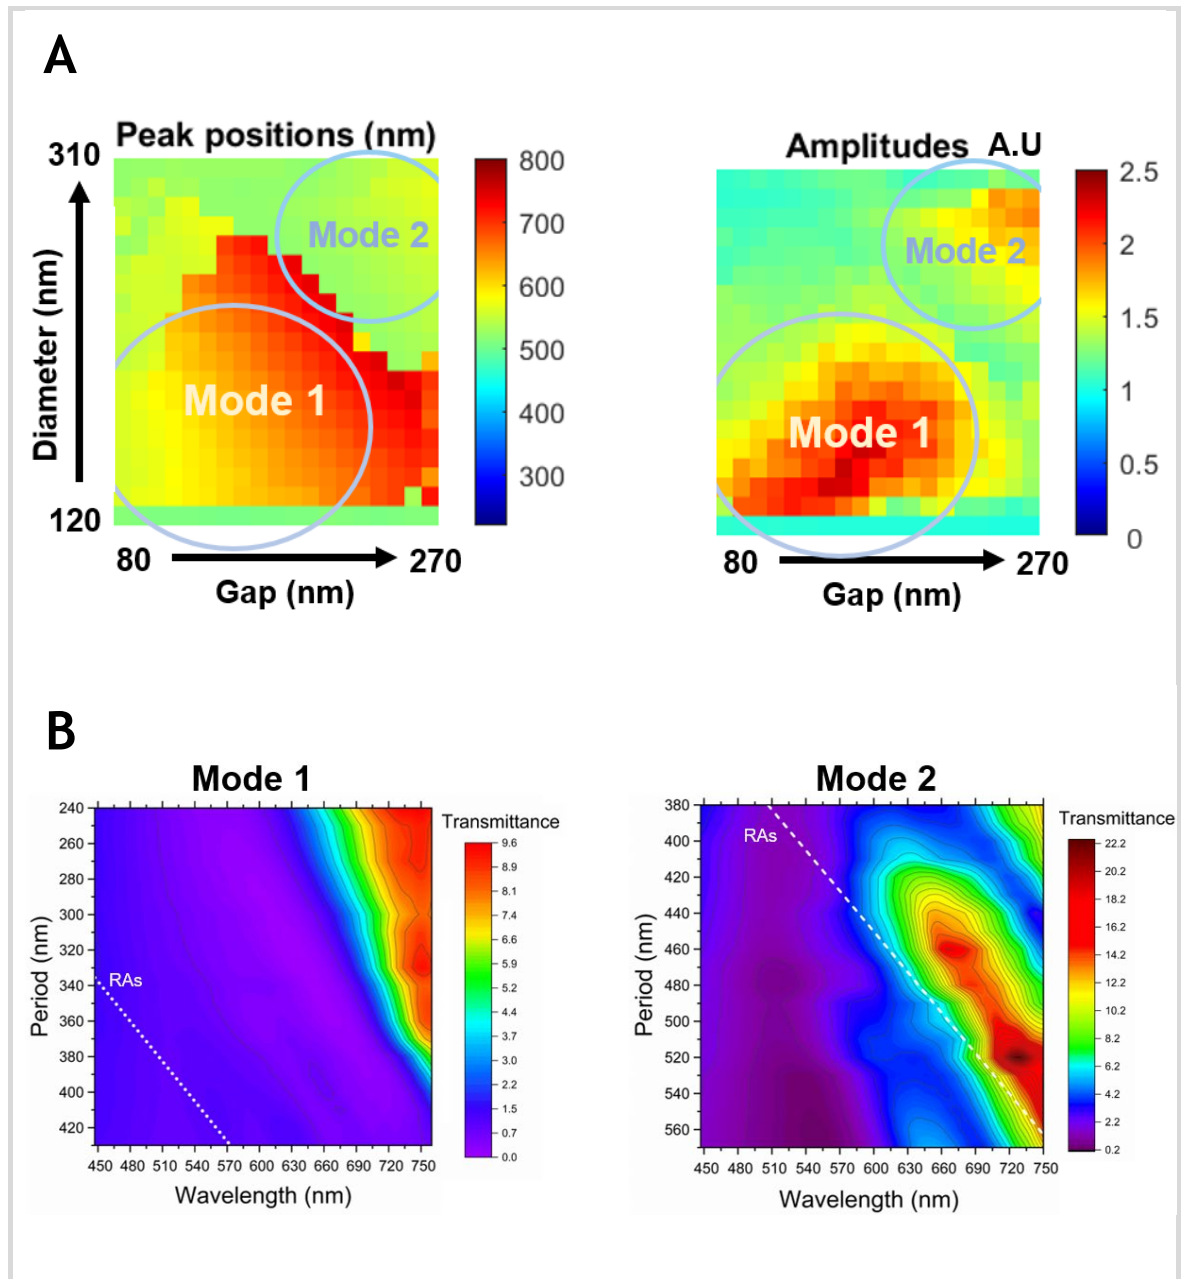 A
Peak positions (nm)
310
Diameter (nm)
120
Mode 2
Mode 1
80
270
Gap (nm)
800
700
600
500
400
300
Amplitudes A.U
Mode 2
Mode 1
80
270
Gap (nm)
2.5
2
1.5
1
0.5
0
B
Mode 1
Period (nm)
240
260
280
300
320
340
360
380
400
420
RAs
450 480 510 540 570 600 630 660 690 720 750
Wavelength (nm)
Transmittance
9.6
8.9
8.1
7.4
6.6
5.9
5.2
4.4
3.7
3.0
2.2
1.5
0.7
0.0
Mode 2
Period (nm)
380
400
420
440
460
480
500
520
540
560
RAs
450 480 510 540 570 600 630 660 690 720 750
Wavelength (nm)
Transmittance
22.2
20.2
18.2
16.2
14.2
12.2
10.2
8.2
6.2
4.2
2.2
0.2